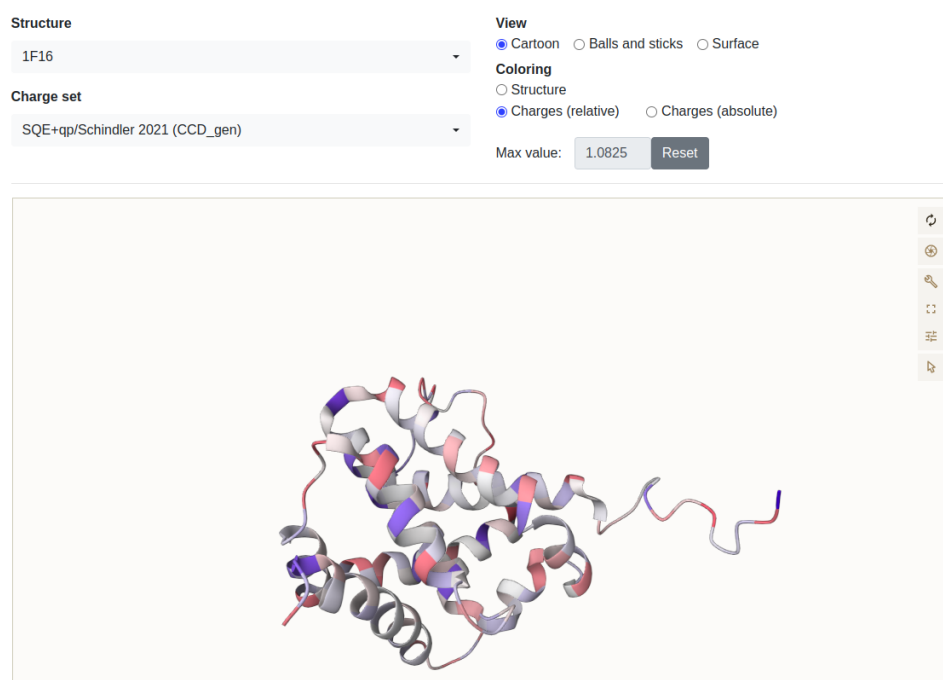 Structure
1F16
Charge set
SQE+qp/Schindler 2021 (CCD_gen)
View
Cartoon Balls and sticks Surface
Coloring
Structure
Charges (relative) Charges (absolute)
Max value: 1.0825 Reset